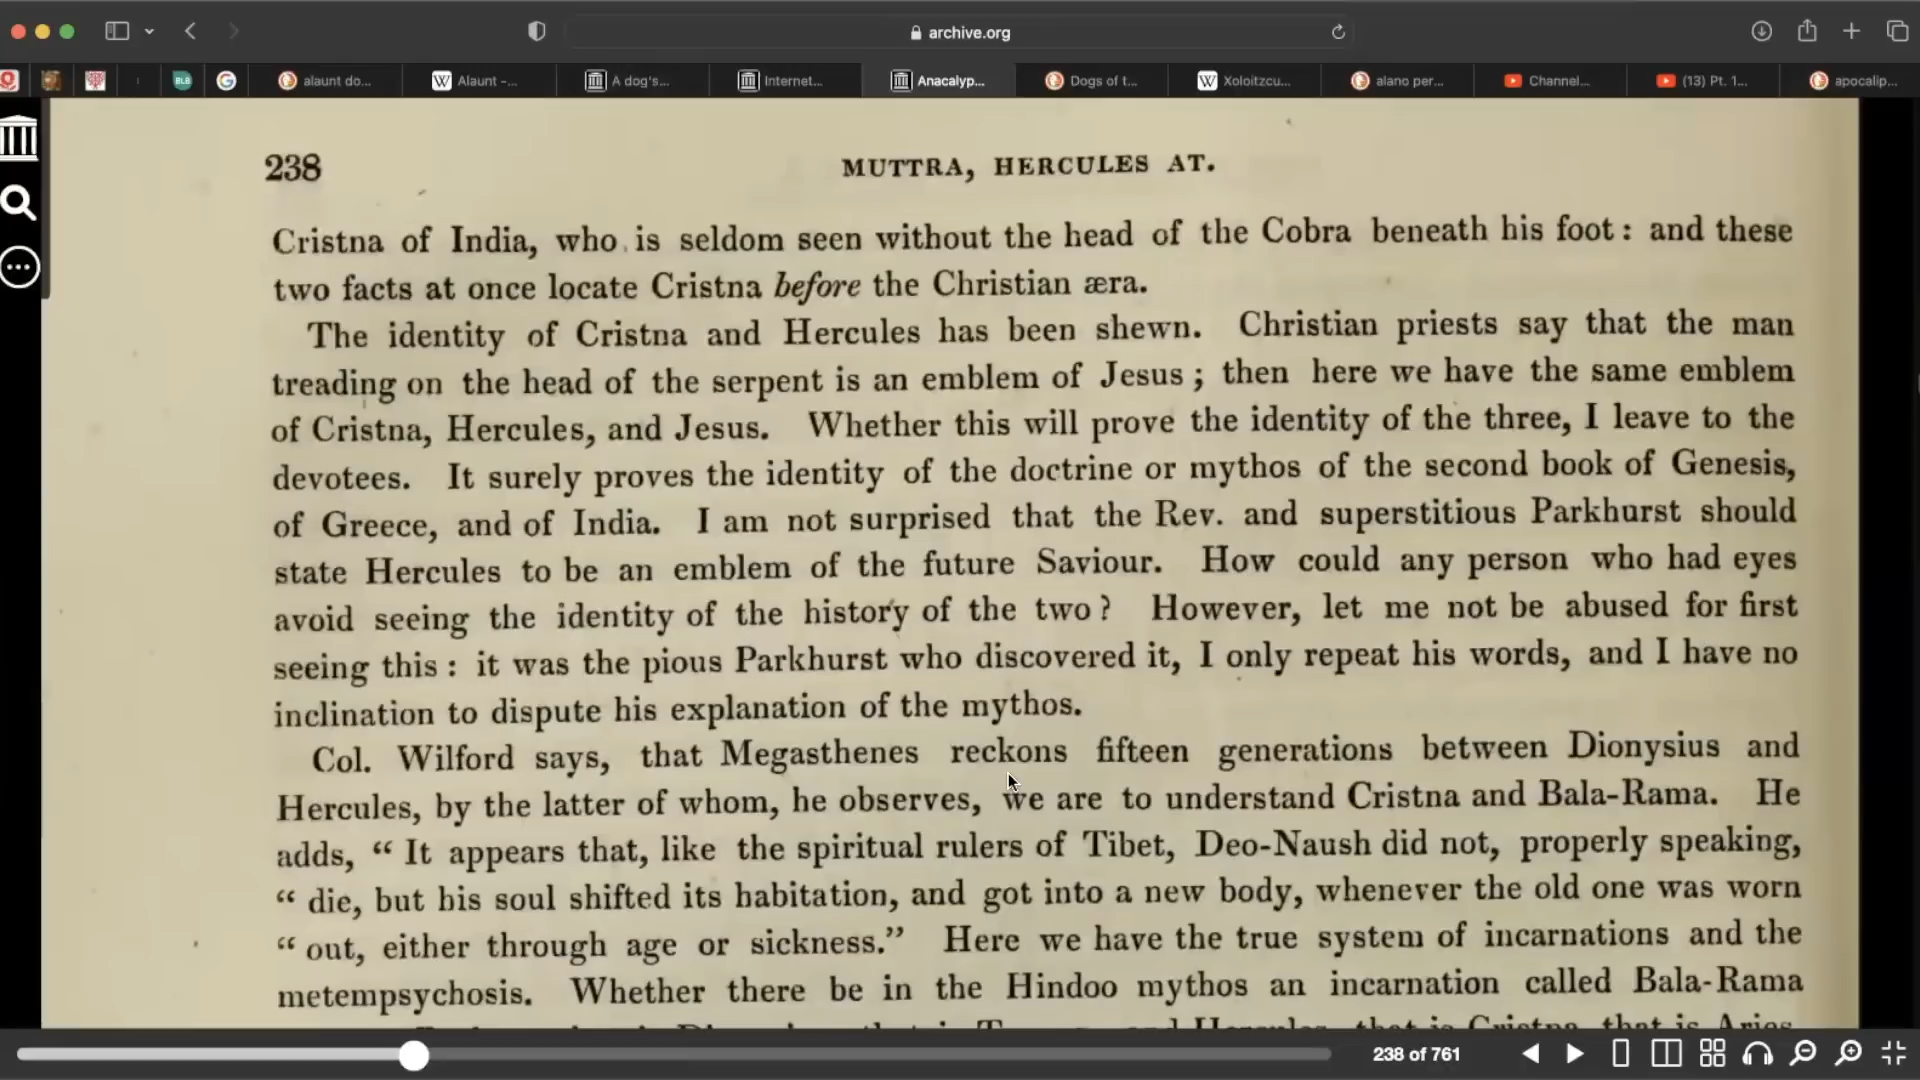 archive.org
BLB
alaunt do...
Alaunt -...
A dog's...
Internet...
Anacalyp...
Dogs of t...
Xoloitzcu...
alano per...
Channel...
(13) Pt. 1...
apocalip...
238
MUTTRA, HERCULES AT.
Cristna of India, who is seldom seen without the head of the Cobra beneath his foot: and these
two facts at once locate Cristna before the Christian æra.
The identity of Cristna and Hercules has been shewn. Christian priests say that the man
treading on the head of the serpent is an emblem of Jesus; then here we have the same emblem
of Cristna, Hercules, and Jesus. Whether this will prove the identity of the three, I leave to the
devotees. It surely proves the identity of the doctrine or mythos of the second book of Genesis,
of Greece, and of India. I am not surprised that the Rev. and superstitious Parkhurst should
state Hercules to be an emblem of the future Saviour. How could any person who had eyes
avoid seeing the identity of the history of the two? However, let me not be abused for first
seeing this: it was the pious Parkhurst who discovered it, I only repeat his words, and I have no
inclination to dispute his explanation of the mythos.
Col. Wilford says, that Megasthenes reckons fifteen generations between Dionysius and
Hercules, by the latter of whom, he observes, we are to understand Cristna and Bala-Rama. He
adds, “ It appears that, like the spiritual rulers of Tibet, Deo-Naush did not, properly speaking,
“ die, but his soul shifted its habitation, and got into a new body, whenever the old one was worn
“ out, either through age or sickness.” Here we have the true system of incarnations and the
metempsychosis. Whether there be in the Hindoo mythos an incarnation called Bala-Rama
that is Cristna, that is Aries,
238 of 761